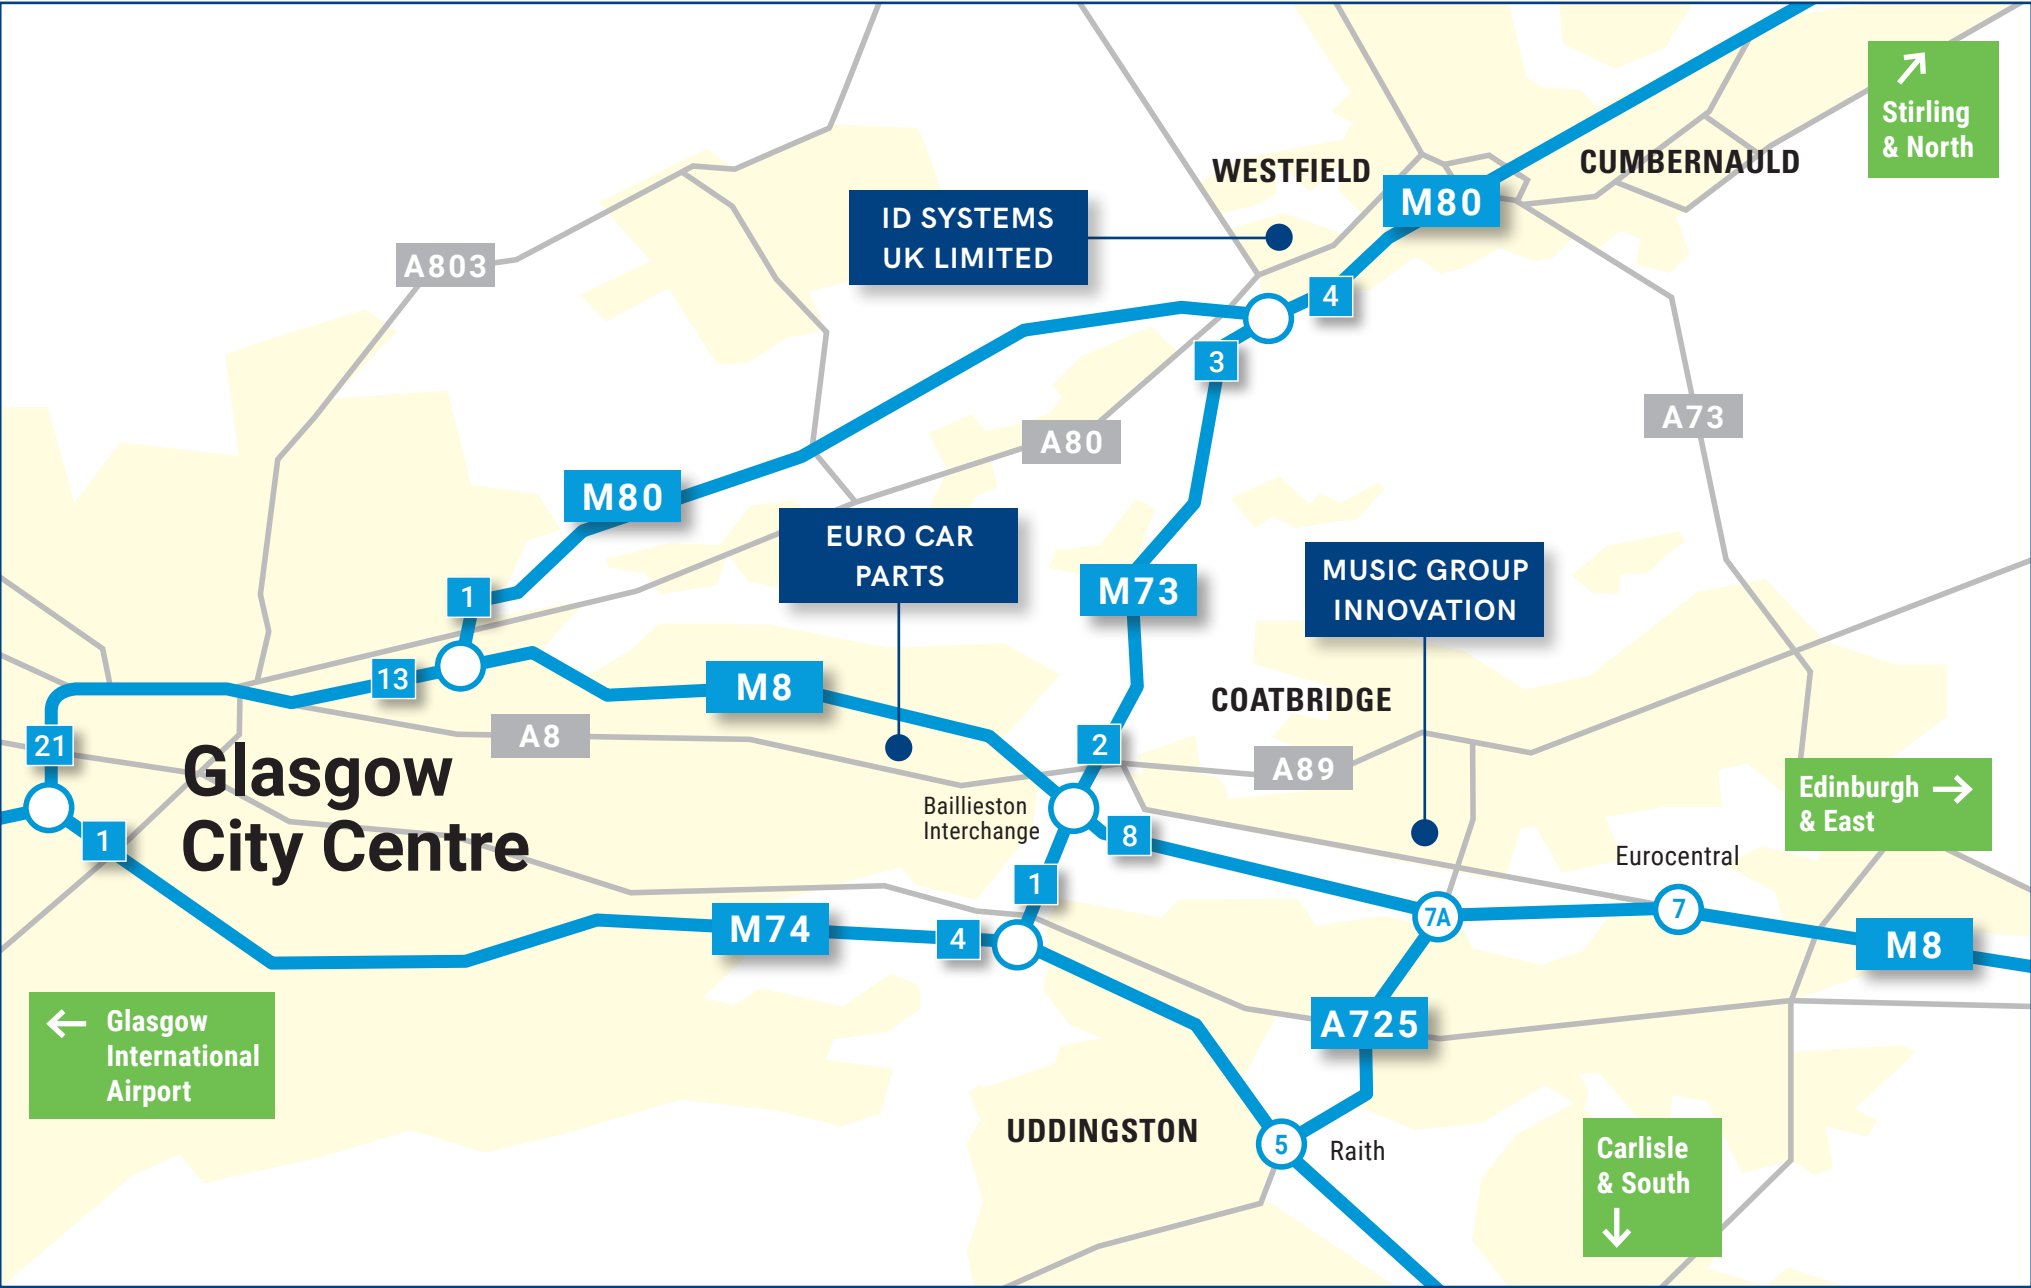 Stirling
& North
WESTFIELD
CUMBERNAULD
M80
ID SYSTEMS
UK LIMITED
A803
4
3
A73
A80
M80
EURO CAR
PARTS
MUSIC GROUP
INNOVATION
M73
1
13
M8
COATBRIDGE
A8
21
2
A89
Glasgow
City Centre
Edinburgh
& East
Baillieston
Interchange
8
1
Eurocentral
1
7A
7
M74
4
M8
Glasgow
International
Airport
A725
UDDINGSTON
5
Raith
Carlisle
& South